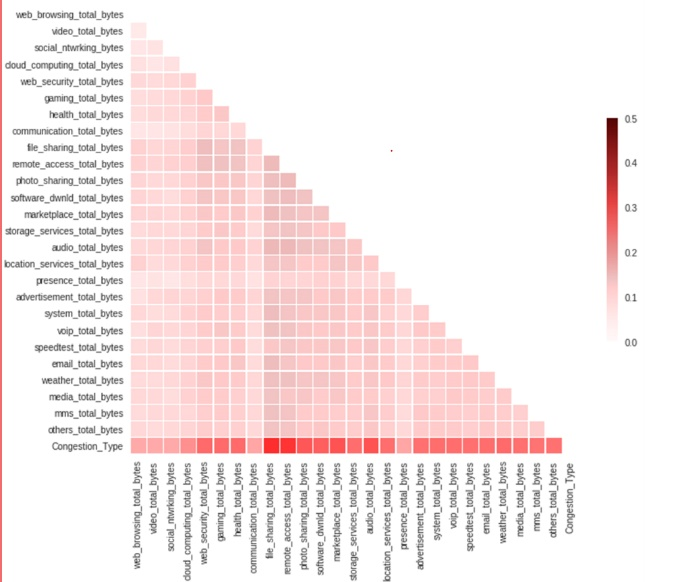 web_browsing_total_bytes
video_total_bytes
social_ntwrking_total_bytes
cloud_computing_total_bytes
web_security_total_bytes
gaming_total_bytes
health_total_bytes
communication_total_bytes
file_sharing_total_bytes
remote_access_total_bytes
photo_sharing_total_bytes
software_dwnld_total_bytes
marketplace_total_bytes
storage_services_total_bytes
audio_total_bytes
location_services_total_bytes
presence_total_bytes
advertisement_total_bytes
system_total_bytes
voip_total_bytes
speedtest_total_bytes
email_total_bytes
weather_total_bytes
media_total_bytes
mms_total_bytes
others_total_bytes
Congestion_Type
0.5
0.4
0.3
0.2
0.1
0.0
web_browsing_total_bytes
video_total_bytes
social_ntwrking_total_bytes
cloud_computing_total_bytes
web_security_total_bytes
gaming_total_bytes
health_total_bytes
communication_total_bytes
file_sharing_total_bytes
remote_access_total_bytes
photo_sharing_total_bytes
software_dwnld_total_bytes
marketplace_total_bytes
storage_services_total_bytes
audio_total_bytes
location_services_total_bytes
presence_total_bytes
advertisement_total_bytes
system_total_bytes
voip_total_bytes
speedtest_total_bytes
email_total_bytes
weather_total_bytes
media_total_bytes
mms_total_bytes
others_total_bytes
Congestion_Type